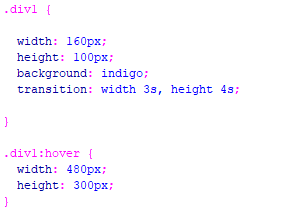 .div1 {
width: 160px;
height: 100px;
background: indigo;
transition: width 3s, height 4s;
}
.div1:hover {
width: 480px;
height: 300px;
}